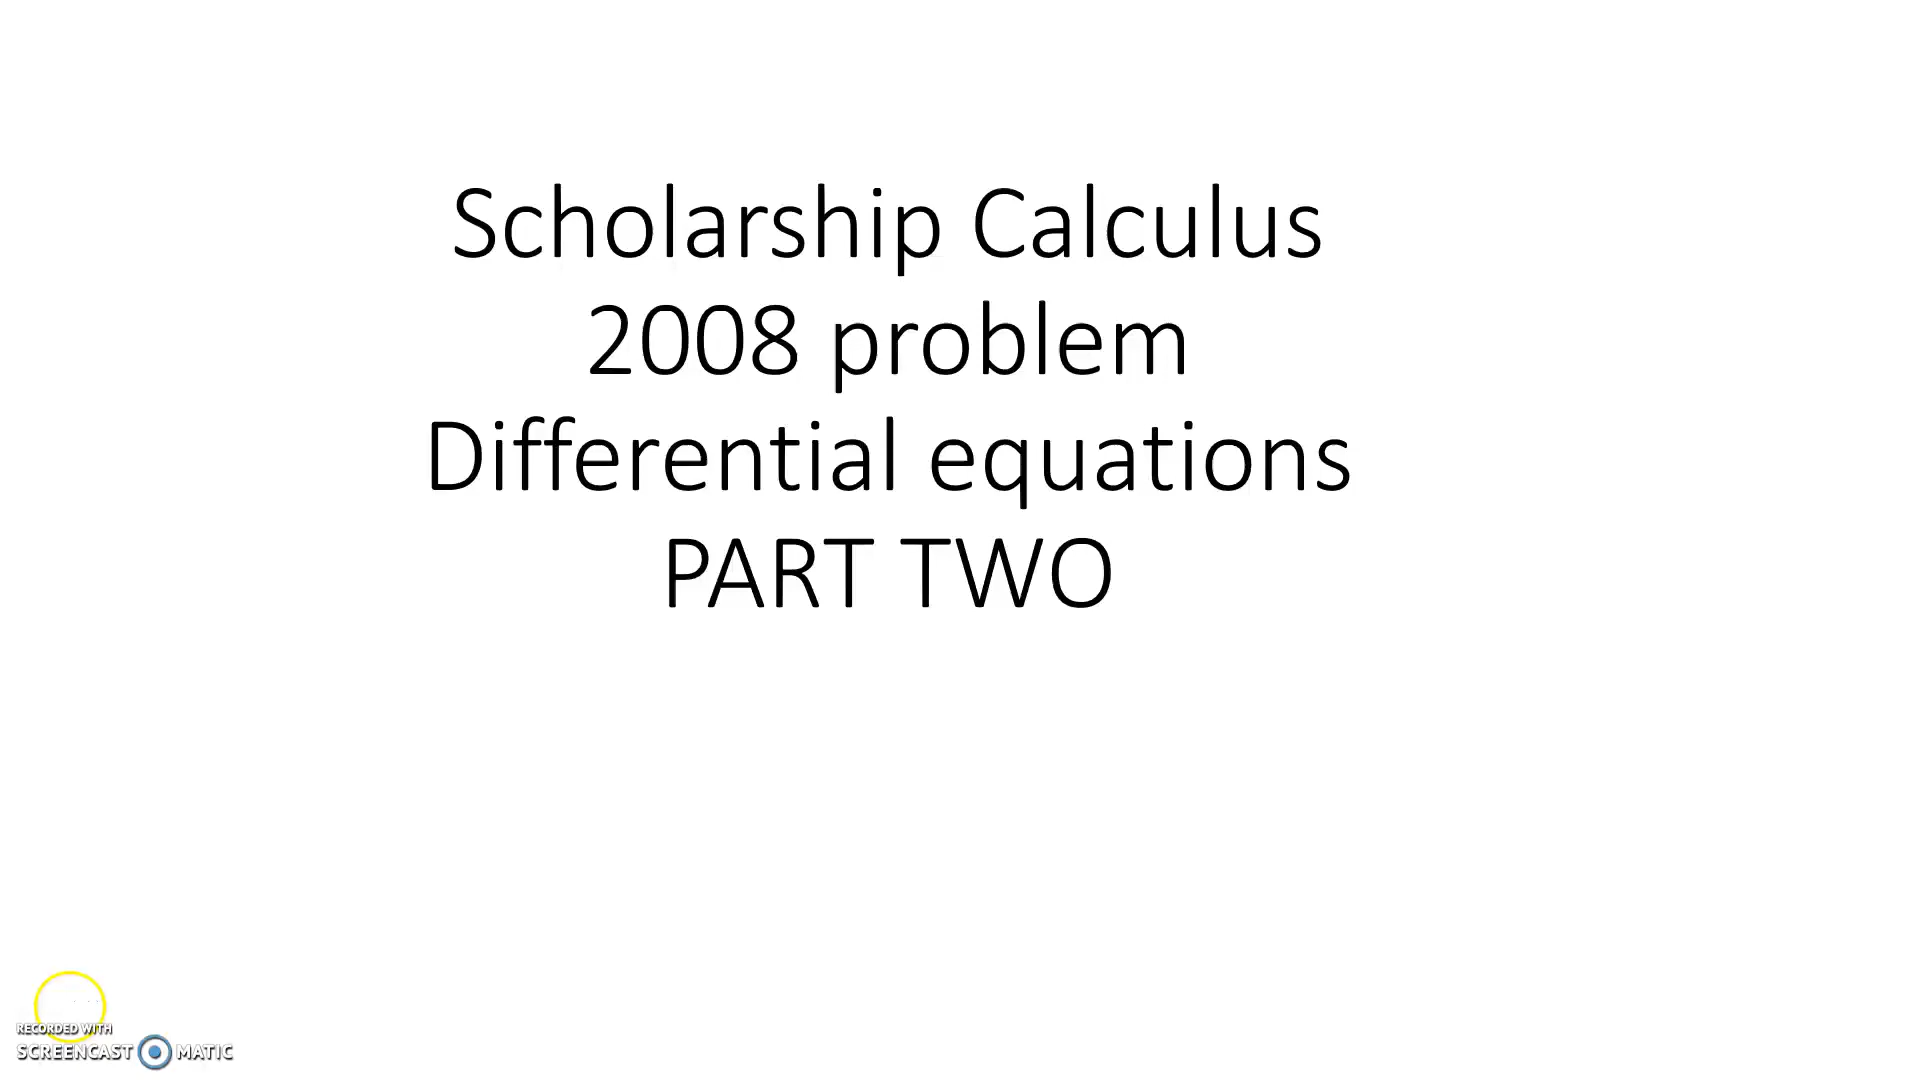 Scholarship Calculus
2008 problem
Differential equations
PART TWO
RECORDED WITH
SCREENCAST MATIC